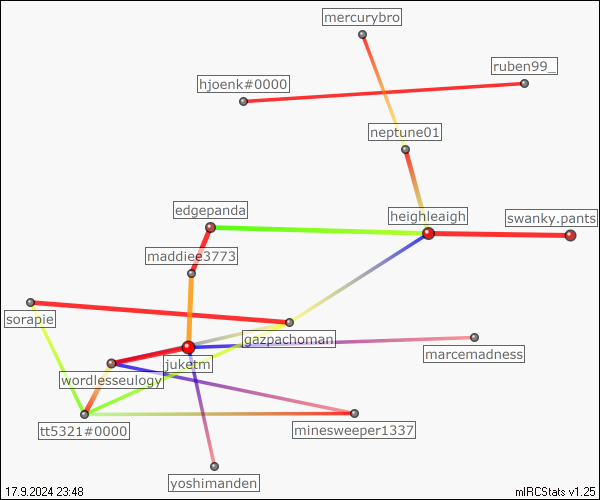 mercurybro
ruben99_
hjoenk#0000
neptune01
edgepanda
heighleaigh
swanky.pants
maddiee3773
sorapie
gazpachoman
marcemadness
juketm
wordlesseulogy
tt5321#0000
minesweeper1337
yoshimanden
17.9.2024 23:48
mIRCStats v1.25